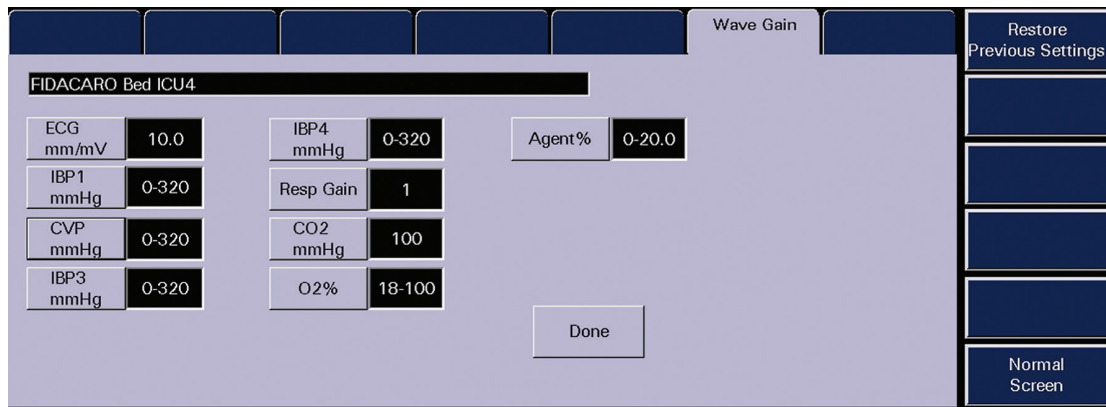 Wave Gain
Restore
Previous Settings
FIDACARO Bed ICU4
ECG
mm/mV
10.0
IBP4
mmHg
0-320
Agent%
0-20.0
IBP1
mmHg
0-320
Resp Gain
1
CVP
mmHg
0-320
CO2
mmHg
100
IBP3
mmHg
0-320
O2%
18-100
Done
Normal
Screen